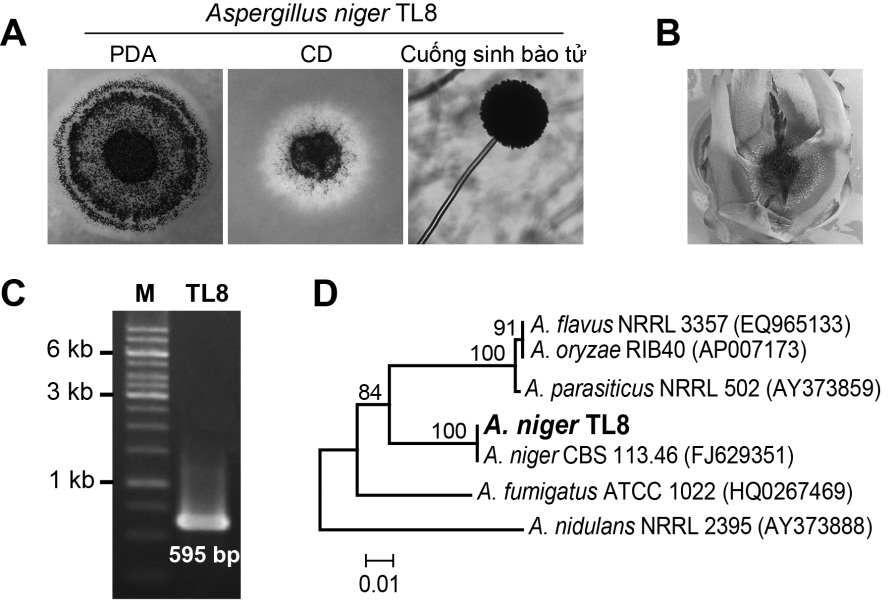 Aspergillus niger TL8
A
B
PDA
CD
Cuống sinh bào tử
C
M
TL8
6 kb
3 kb
1 kb
595 bp
D
91
A. flavus NRRL 3357 (EQ965133)
A. oryzae RIB40 (AP007173)
100
A. parasiticus NRRL 502 (AY373859)
84
100
A. niger TL8
A. niger CBS 113.46 (FJ629351)
A. fumigatus ATCC 1022 (HQ0267469)
A. nidulans NRRL 2395 (AY373888)
0.01